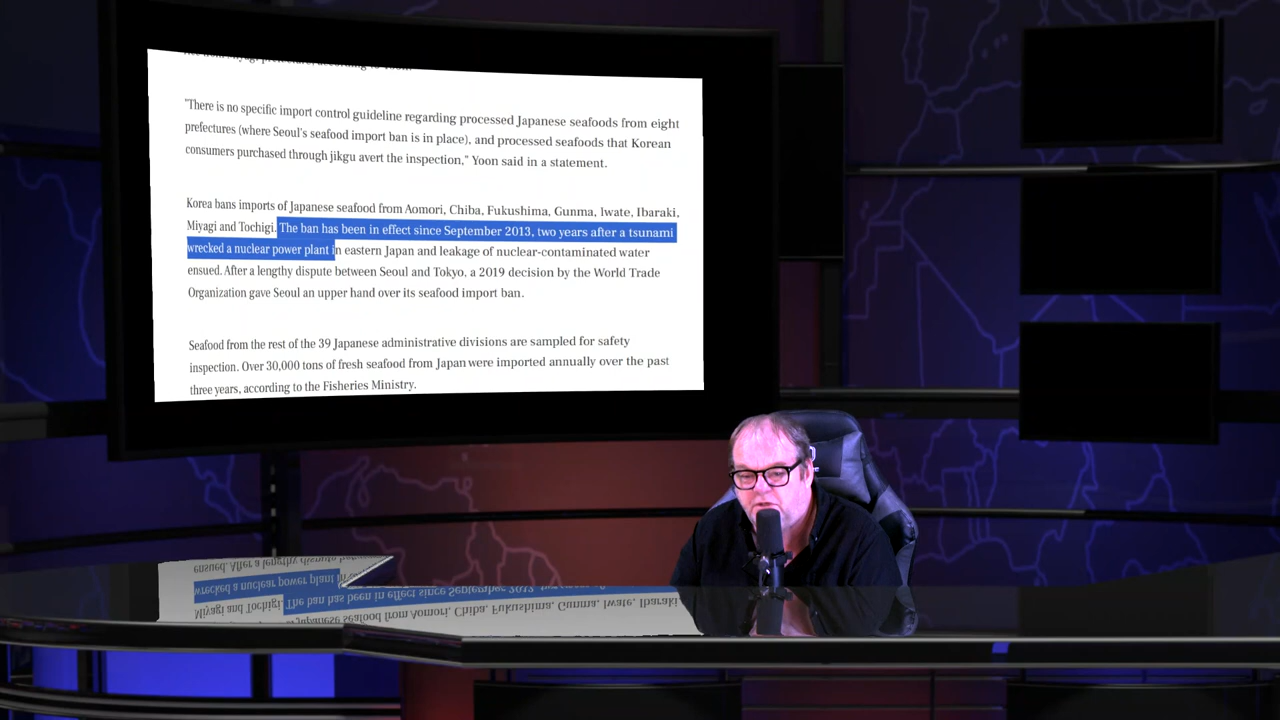 "There is no specific import control guideline regarding processed Japanese seafoods from eight
prefectures (where Seoul's seafood import ban is in place), and processed seafoods that Korean
consumers purchased through jikgu avert the inspection," Yoon said in a statement.
Korea bans imports of Japanese seafood from Aomori, Chiba, Fukushima, Gunma, Iwate, Ibaraki,
Miyagi and Tochigi. The ban has been in effect since September 2013, two years after a tsunami
wrecked a nuclear power plant in eastern Japan and leakage of nuclear-contaminated water
ensued. After a lengthy dispute between Seoul and Tokyo, a 2019 decision by the World Trade
Organization gave Seoul an upper hand over its seafood import ban.
Seafood from the rest of the 39 Japanese administrative divisions are sampled for safety
inspection. Over 30,000 tons of fresh seafood from Japan were imported annually over the past
three years, according to the Fisheries Ministry.